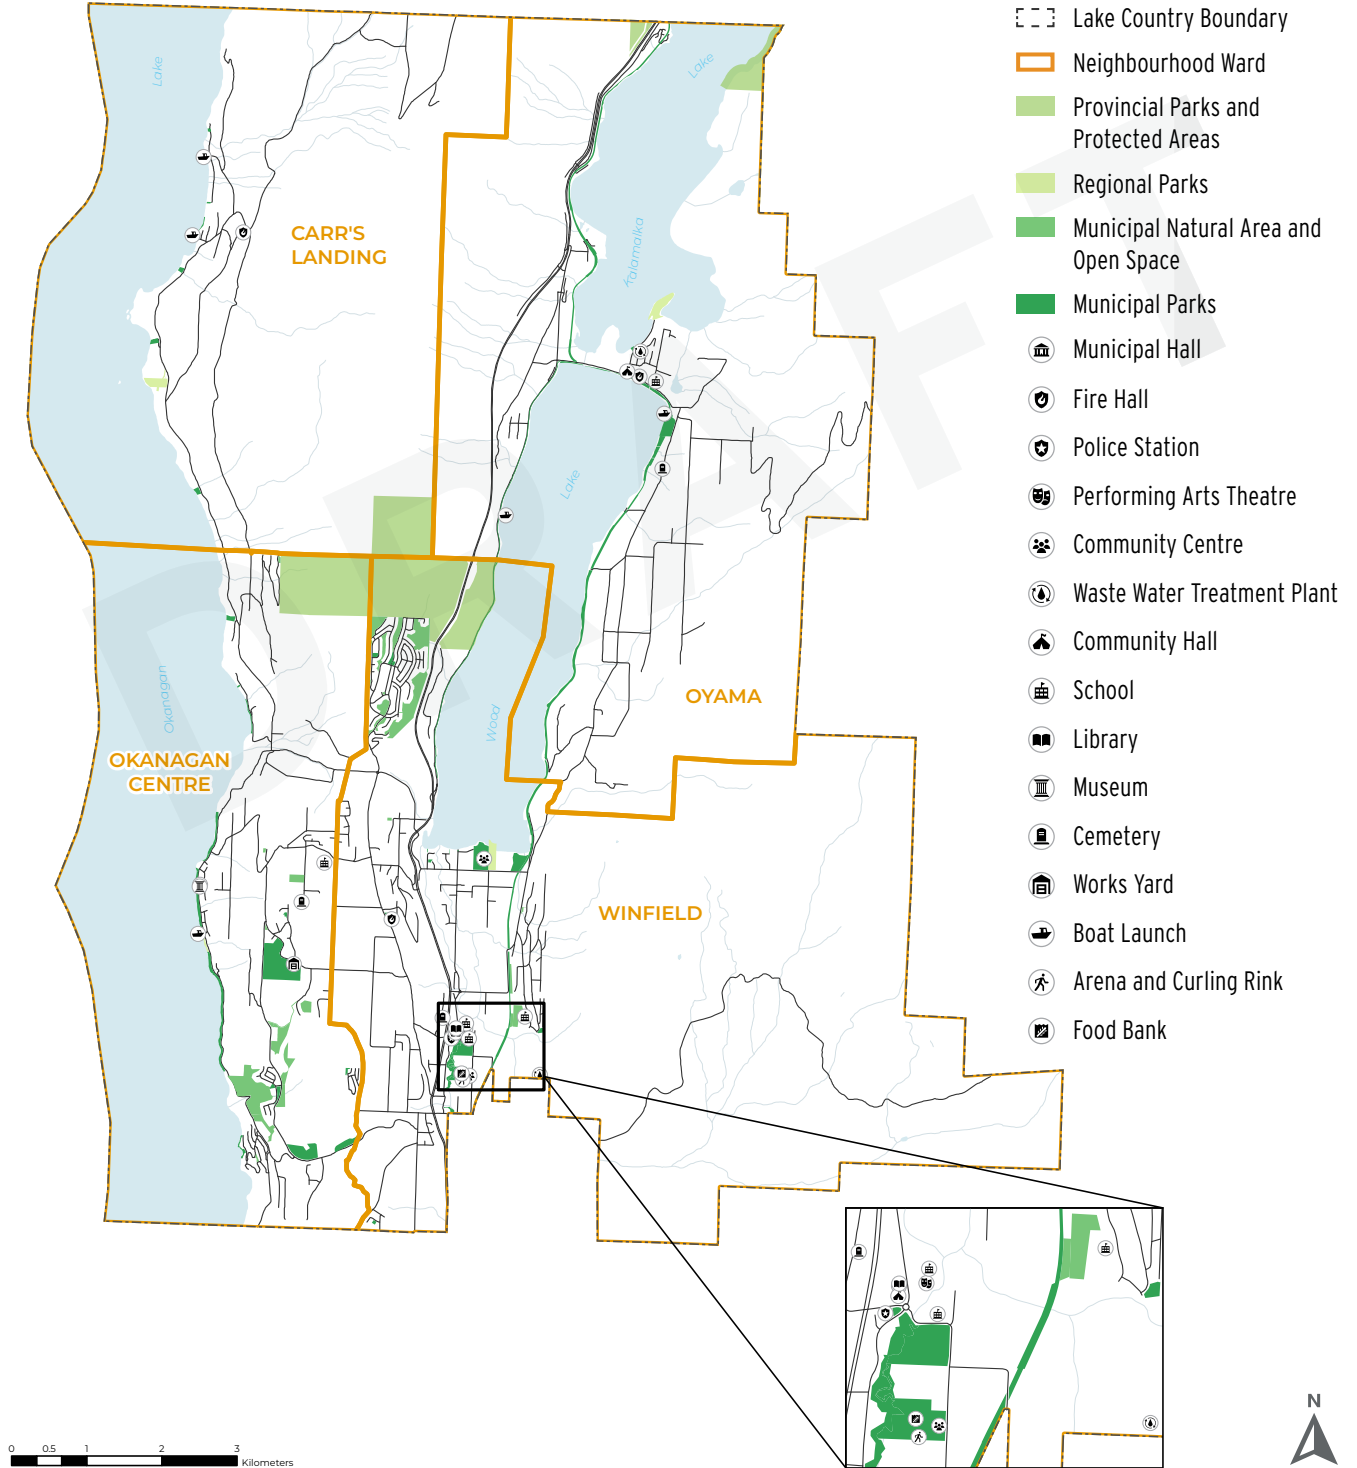 Lake
Lake
CARR'S
LANDING
Kalamalka
Lake
Okanagan
Wood
OYAMA
OKANAGAN
CENTRE
WINFIELD
DRAFT
Lake Country Boundary
Neighbourhood Ward
Provincial Parks and
Protected Areas
Regional Parks
Municipal Natural Area and
Open Space
Municipal Parks
Municipal Hall
Fire Hall
Police Station
Performing Arts Theatre
Community Centre
Waste Water Treatment Plant
Community Hall
School
Library
Museum
Cemetery
Works Yard
Boat Launch
Arena and Curling Rink
Food Bank
N
0 0.5 1 2 3
Kilometers